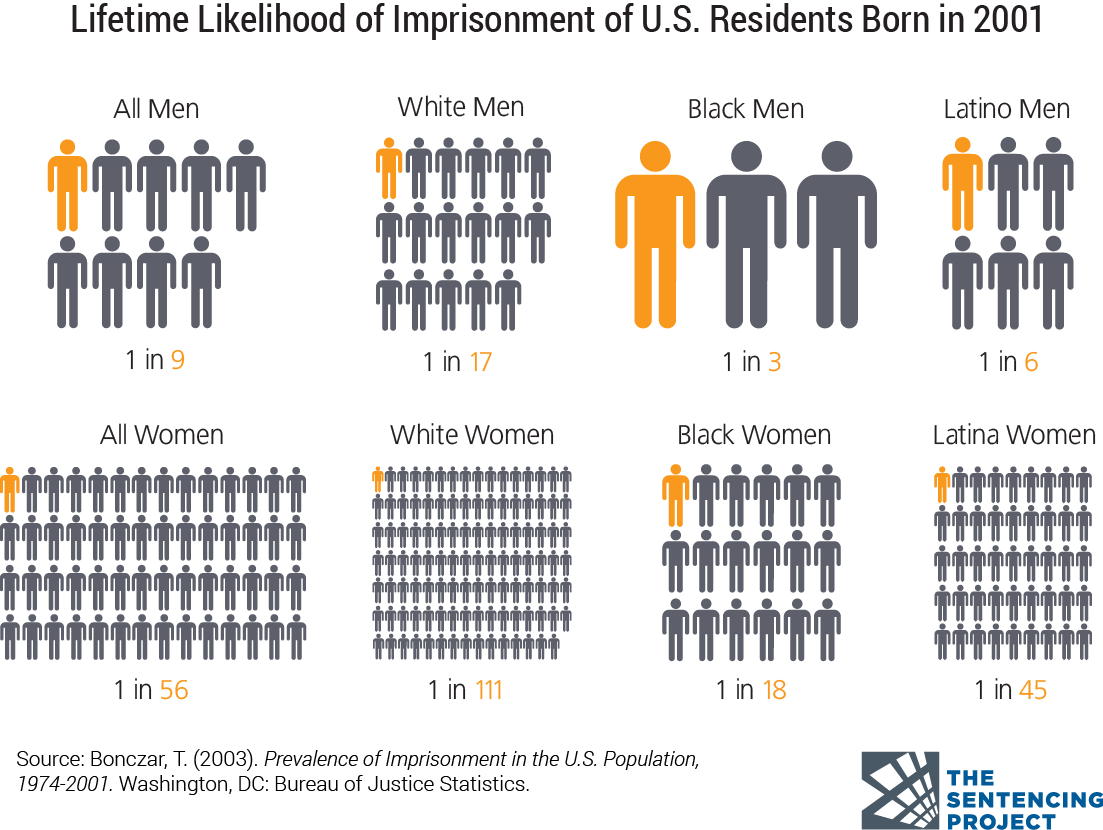 Lifetime Likelihood of Imprisonment of U.S. Residents Born in 2001
All Men
White Men
Black Men
Latino Men
1 in 9
1 in 17
1 in 3
1 in 6
All Women
White Women
Black Women
Latina Women
1 in 56
1 in 111
1 in 18
1 in 45
Source: Bonczar, T. (2003). Prevalence of Imprisonment in the U.S. Population,
1974-2001. Washington, DC: Bureau of Justice Statistics.
THE
SENTENCING
PROJECT